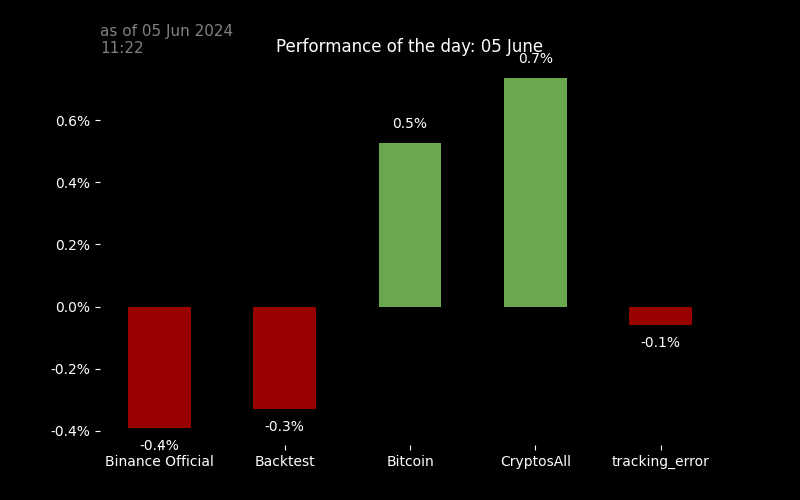 as of 05 Jun 2024
11:22
Performance of the day: 05 June
0.7%
0.5%
0.6%
0.4%
0.2%
0.0%
-0.2%
-0.4%
-0.1%
-0.3%
-0.4%
Binance Official
Backtest
Bitcoin
CryptosAll
tracking_error